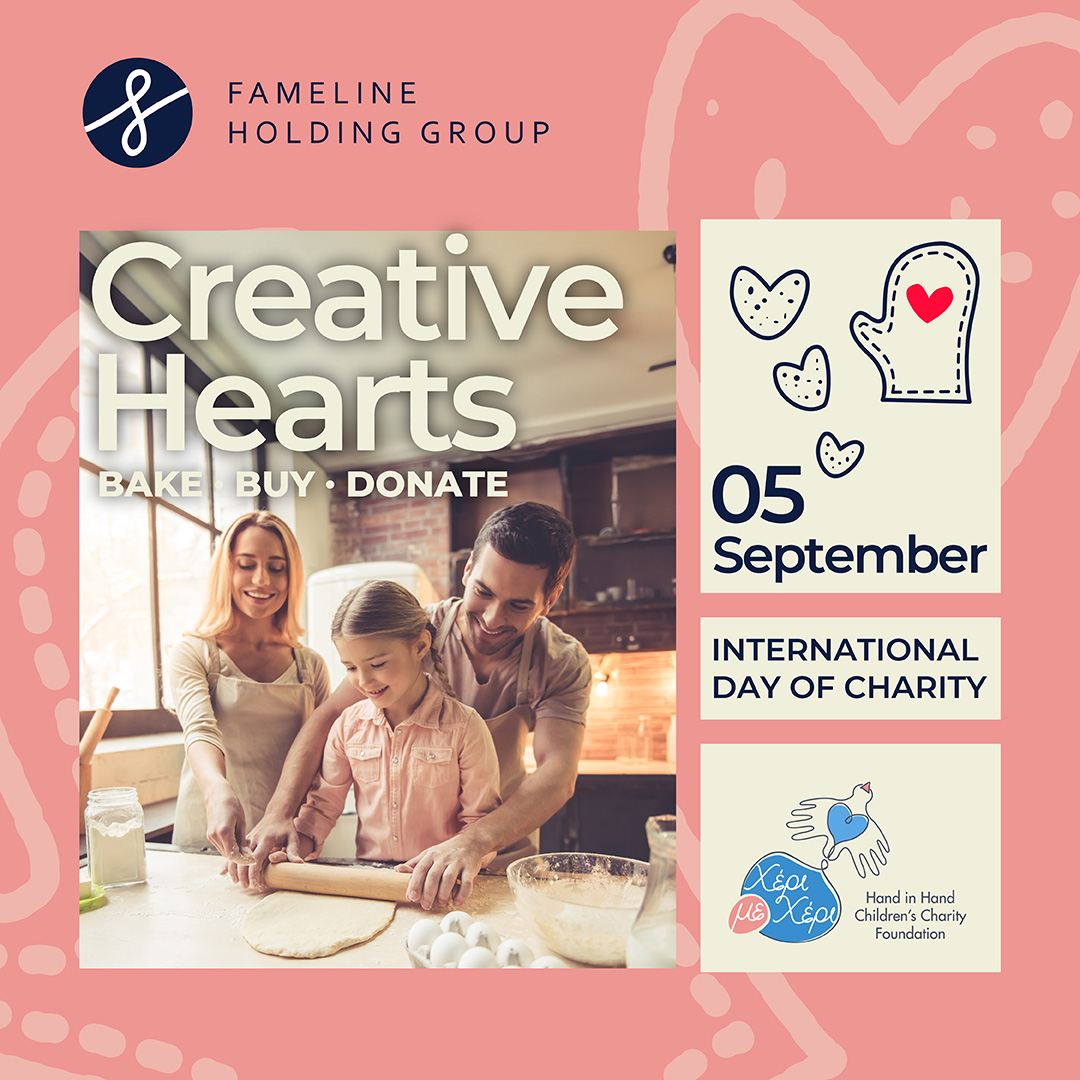 FAMELINE
HOLDING GROUP
Creative
Hearts
BAKE • BUY • DONATE
05
September
INTERNATIONAL
DAY OF CHARITY
Χέρι
με Χέρι
Hand in Hand
Children's Charity
Foundation